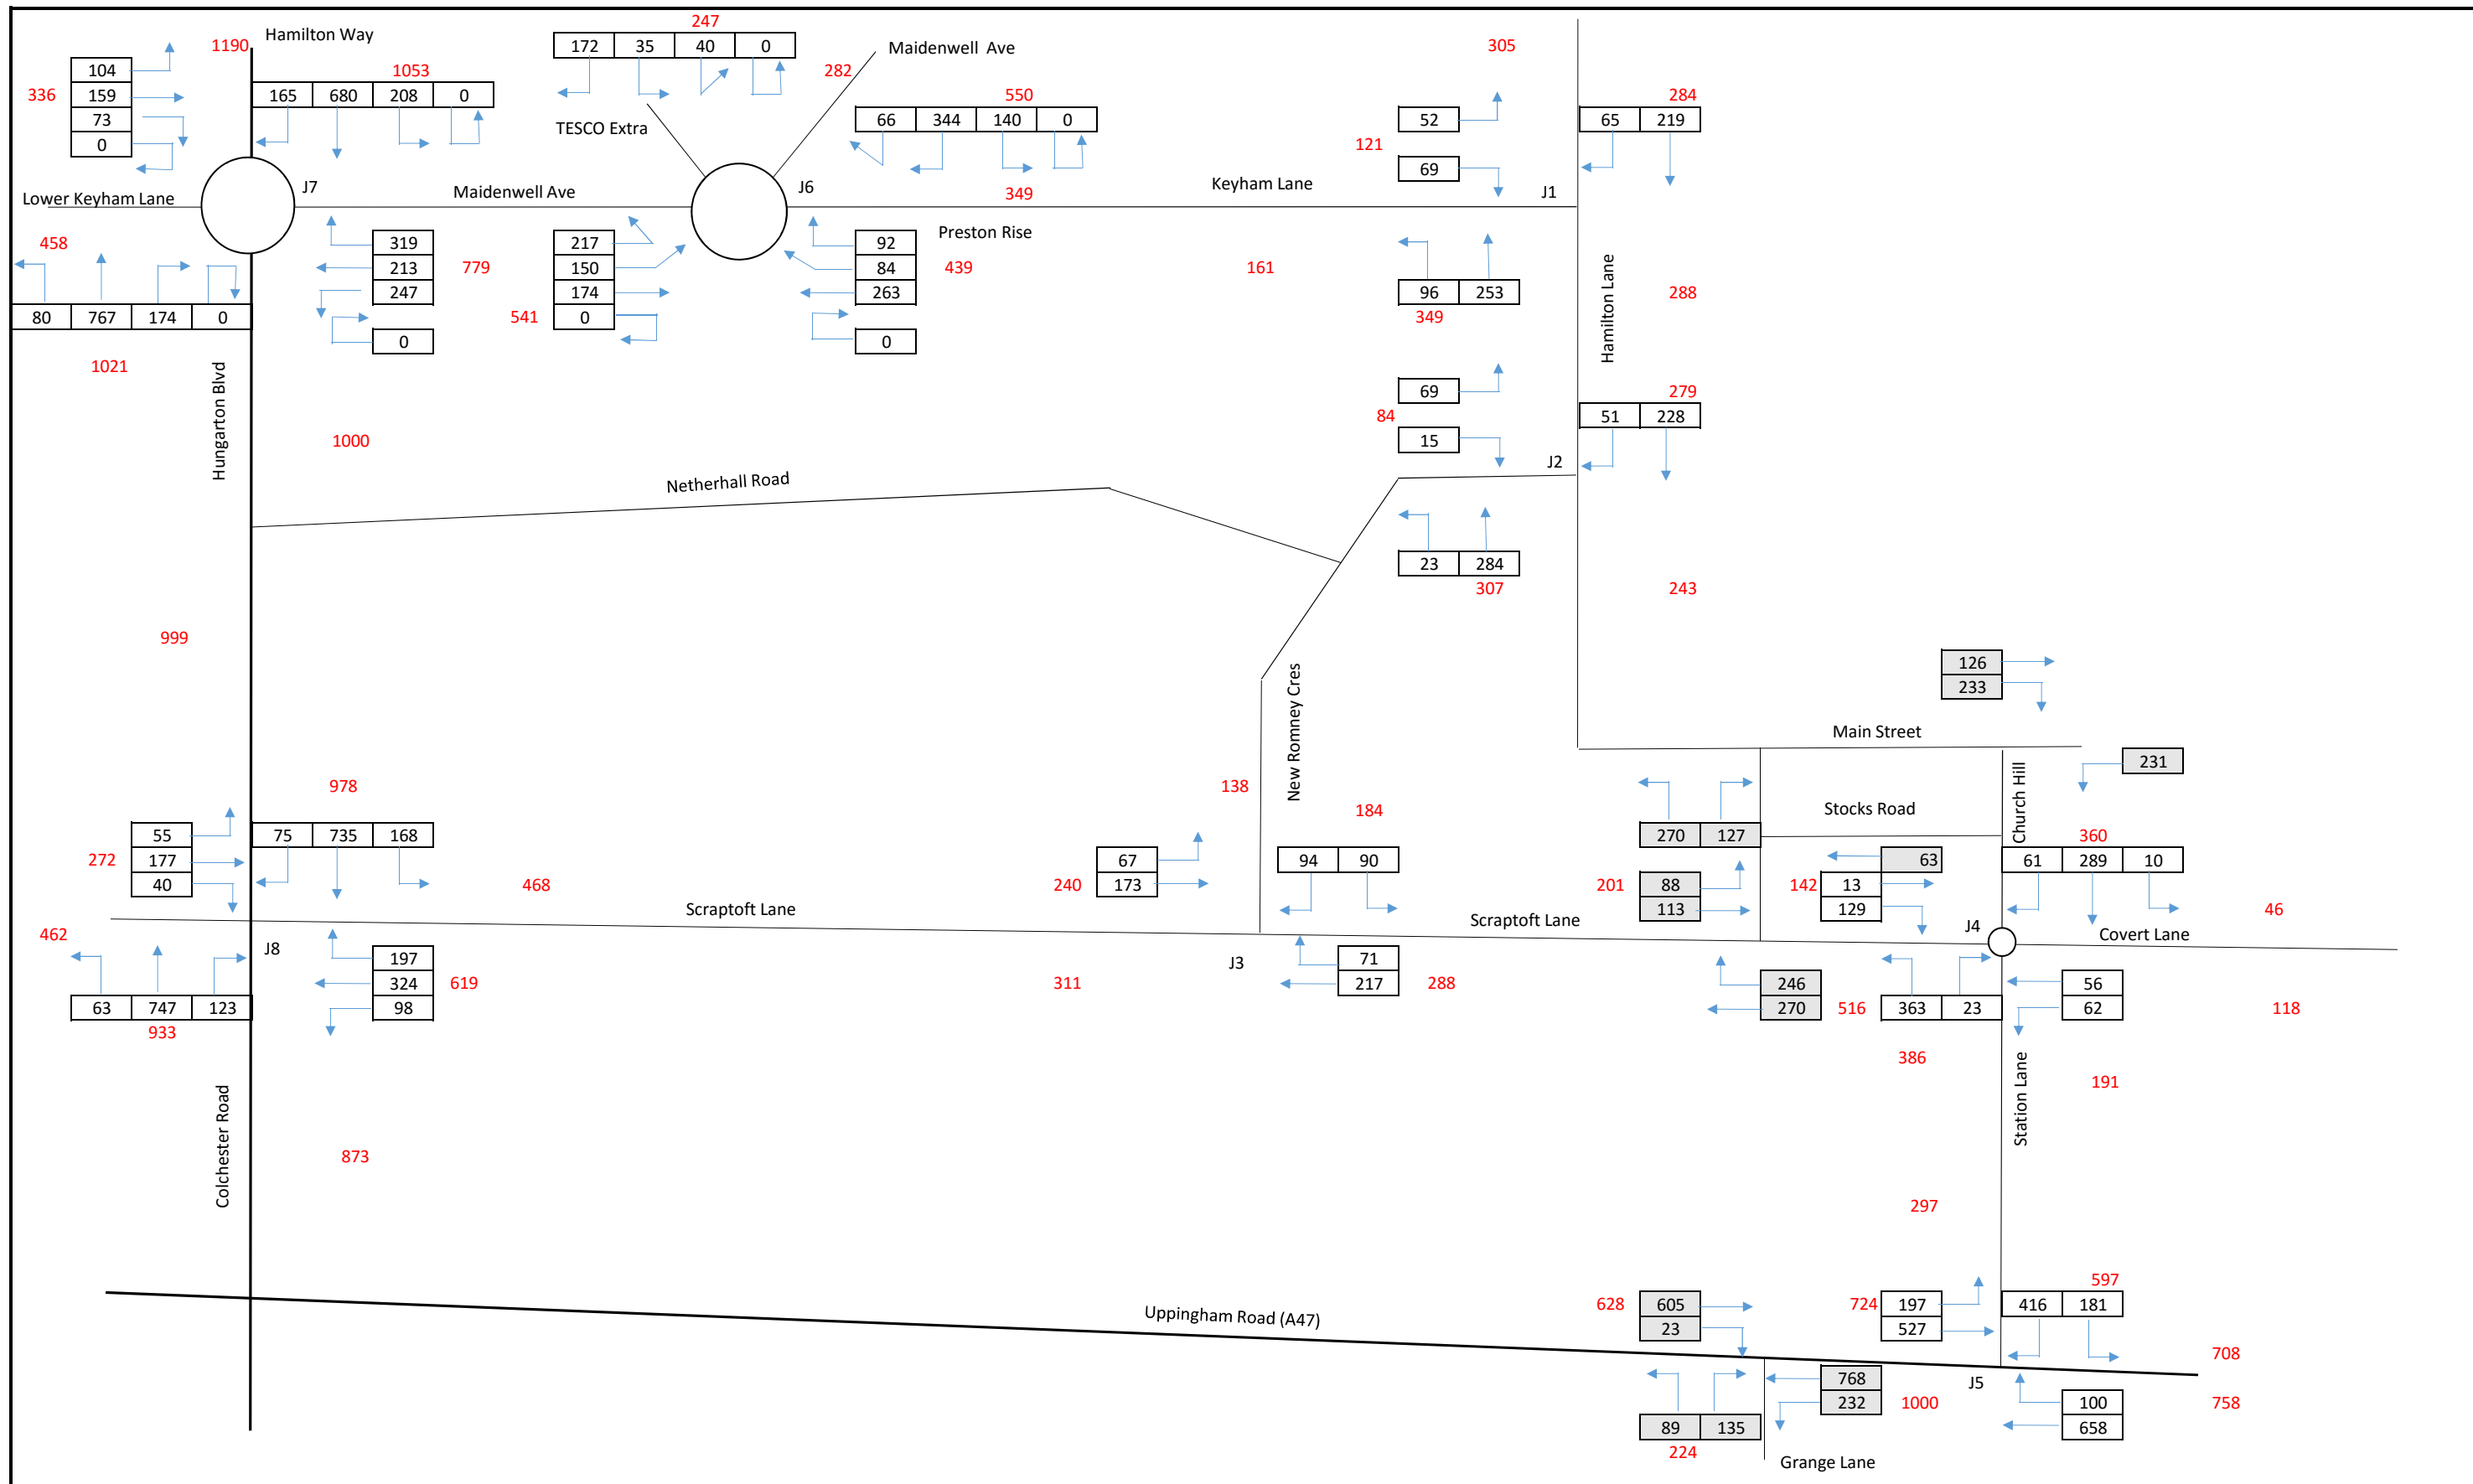 247
1190 Hamilton Way
172 35 40 0
Maidenwell Ave
305
104
282
1053
336 159
165 680 208 0
550
284
73
66 344 140 0
52
65 219
TESCO Extra
0
121
69
J7
Maidenwell Ave
J6
Keyham Lane
J1
Lower Keyham Lane
349
458
319
217
92
Preston Rise
213 779
150
84 439
161
247
174
263
96 253
288
80 767 174 0
541 0
349
0
0
Hamilton Lane
1021
69
279
84
51 228
Hungarton Blvd
1000
15
J2
Netherhall Road
23 284
307
243
999
126
233
New Romney Cres
Main Street
231
978
138
Church Hill
184
Stocks Road
55
75 735 168
270 127
360
272 177
67
94 90
63
61 289 10
40
468
240 173
201 88
142 13
113
129
Scraptoft Lane
Scraptoft Lane
46
462
J8
J4
Covert Lane
197
J3
71
324 619
311
217 288
246
56
63 747 123
98
270 516
363 23
62
118
933
386
191
Colchester Road
Station Lane
873
297
597
628 605
724 197
416 181
Uppingham Road (A47)
23
527
708
768
J5
232 1000
100 758
89 135
658
224
Grange Lane